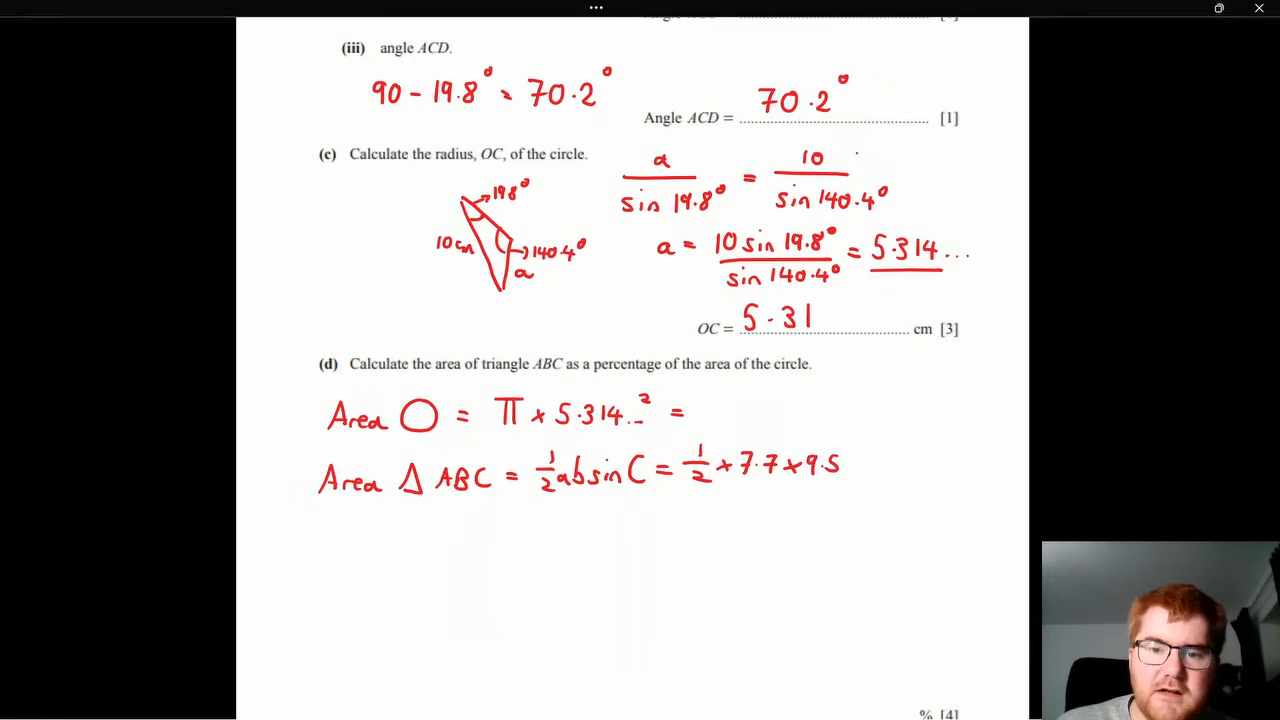 (iii) angle ACD.
90 - 19.8° = 70.2°
70.2°
Angle ACD = .............................................. [1]
(c) Calculate the radius, OC, of the circle.
19.8°
10cm
140.4°
a
a / sin 19.8° = 10 / sin 140.4°
a = 10 sin 19.8° / sin 140.4° = 5.314...
OC = 5.31 cm [3]
(d) Calculate the area of triangle ABC as a percentage of the area of the circle.
Area O = π × 5.314...² =
Area Δ ABC = ½absinC = ½ × 7.7 × 9.5
% [4]